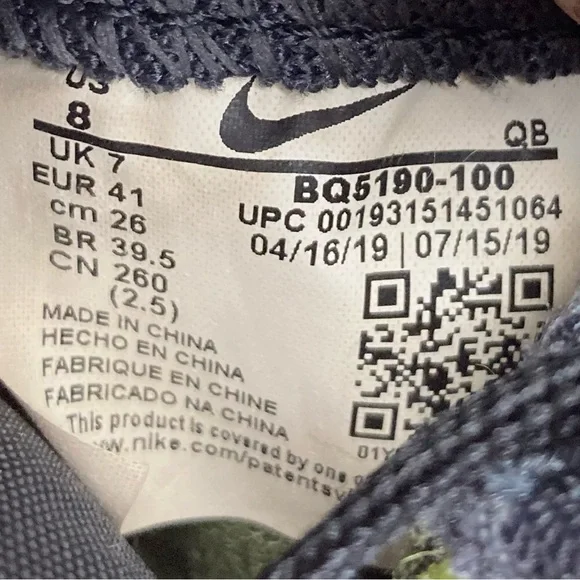 US
8
QB
UK 7
EUR 41
cm 26
BR 39.5
CN 260
(2.5)
BQ5190-100
UPC 00193151451064
04/16/19 | 07/15/19
MADE IN CHINA
HECHO EN CHINA
FABRIQUE EN CHINE
FABRICADO NA CHINA
This product is covered by one
.nike.com/patents